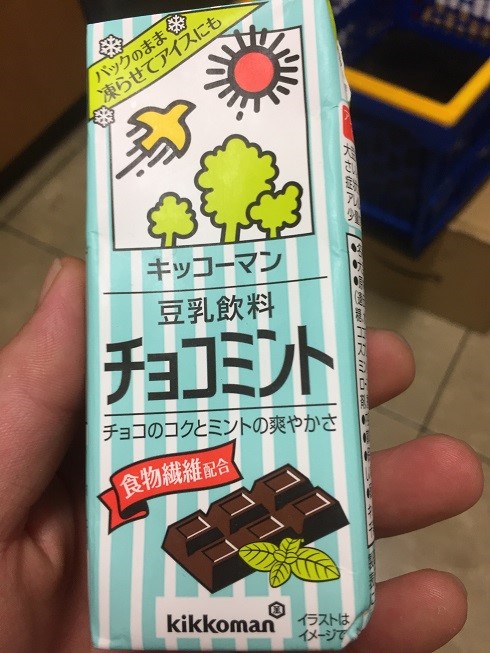 パックのまま
凍らせてアイスにも
キッコーマン
豆乳飲料
チョコミント
チョコのコクとミントの爽やかさ
食物繊維配合
kikkoman
イラストは
イメージで